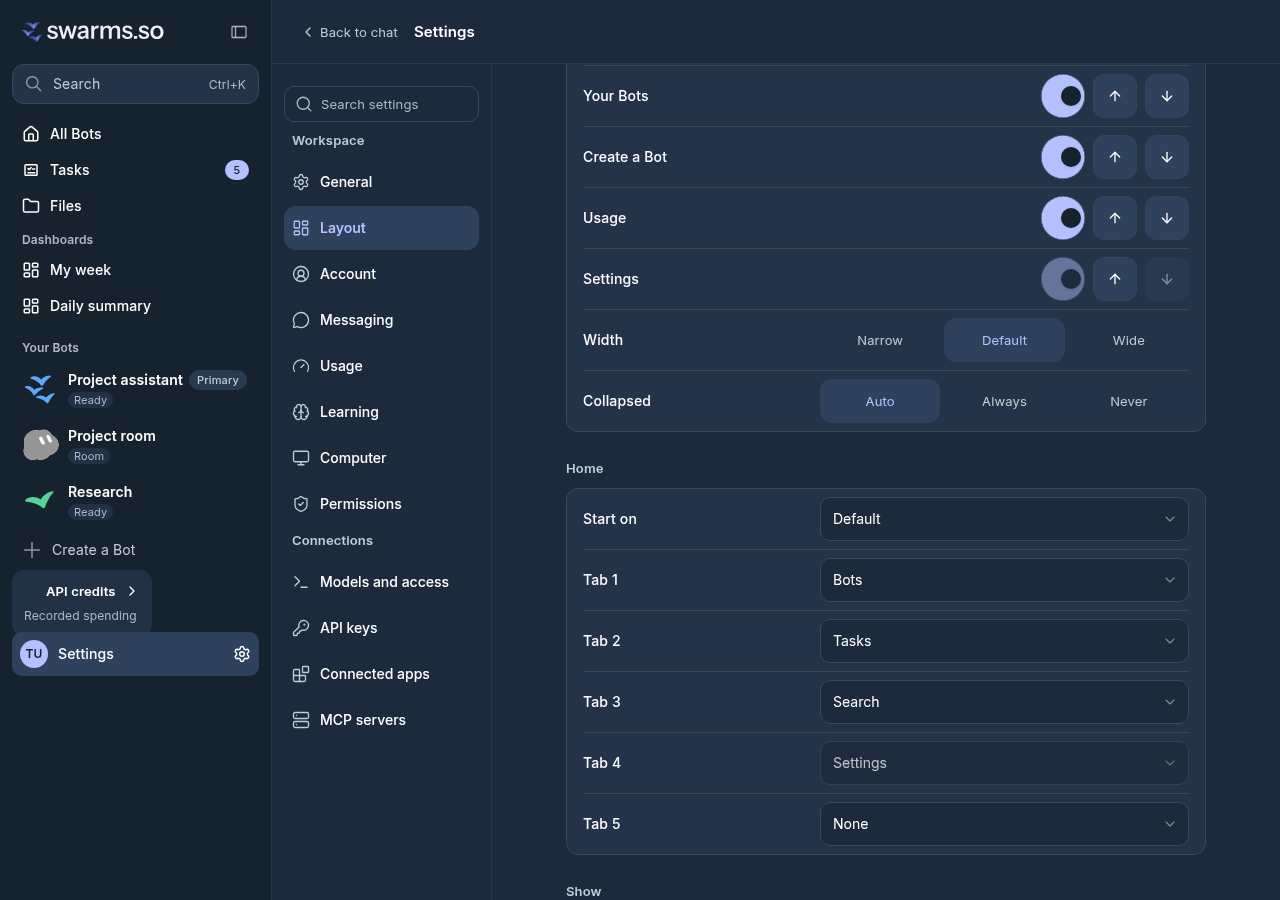 swarms.so
Search Ctrl+K
All Bots
Tasks 5
Files
Dashboards
My week
Daily summary
Your Bots
Project assistant Primary
Ready
Project room
Room
Research
Ready
Create a Bot
API credits
Recorded spending
TU Settings
Back to chat Settings
Search settings
Workspace
General
Layout
Account
Messaging
Usage
Learning
Computer
Permissions
Connections
Models and access
API keys
Connected apps
MCP servers
Your Bots
Create a Bot
Usage
Settings
Width Narrow Default Wide
Collapsed Auto Always Never
Home
Start on Default
Tab 1 Bots
Tab 2 Tasks
Tab 3 Search
Tab 4 Settings
Tab 5 None
Show